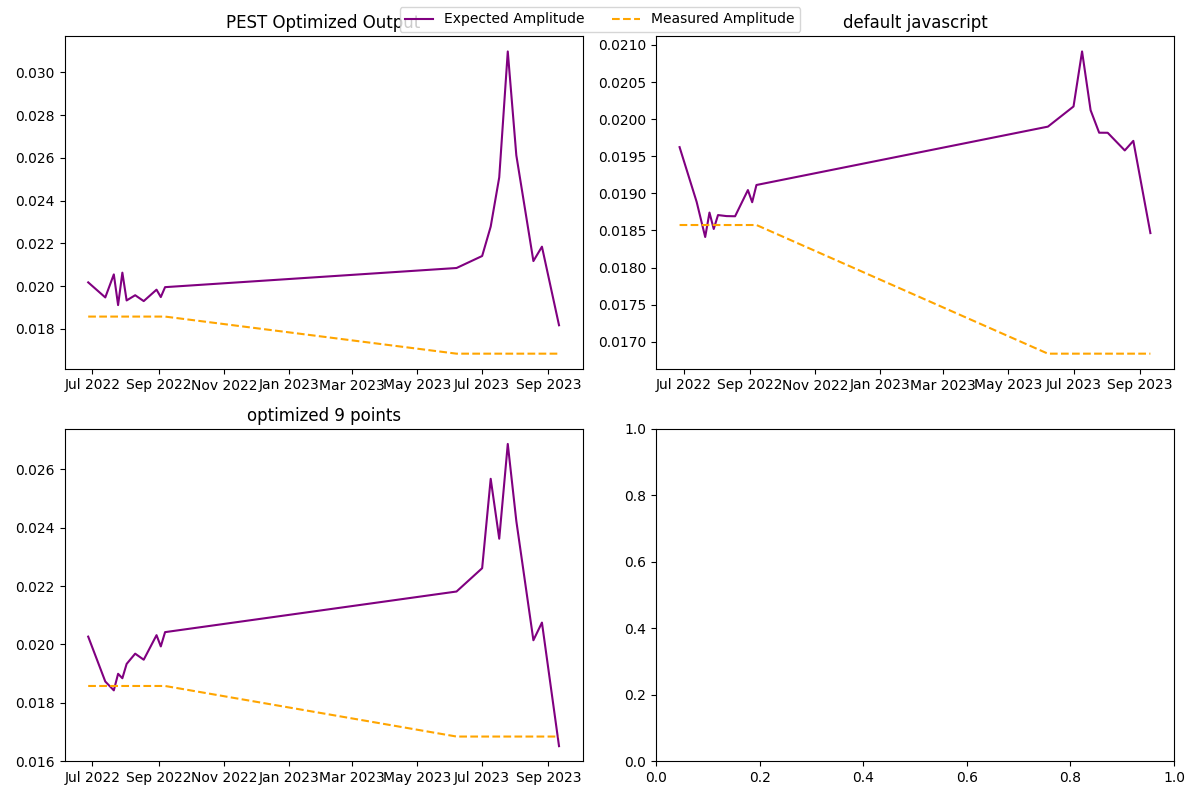 PEST Optimized Output
Expected Amplitude
Measured Amplitude
default javascript
0.030
0.028
0.026
0.024
0.022
0.020
0.018
Jul 2022
Sep 2022
Nov 2022
Jan 2023
Mar 2023
May 2023
Jul 2023
Sep 2023
0.0210
0.0205
0.0200
0.0195
0.0190
0.0185
0.0180
0.0175
0.0170
Jul 2022
Sep 2022
Nov 2022
Jan 2023
Mar 2023
May 2023
Jul 2023
Sep 2023
optimized 9 points
0.026
0.024
0.022
0.020
0.018
0.016
Jul 2022
Sep 2022
Nov 2022
Jan 2023
Mar 2023
May 2023
Jul 2023
Sep 2023
1.0
0.8
0.6
0.4
0.2
0.0
0.0
0.2
0.4
0.6
0.8
1.0